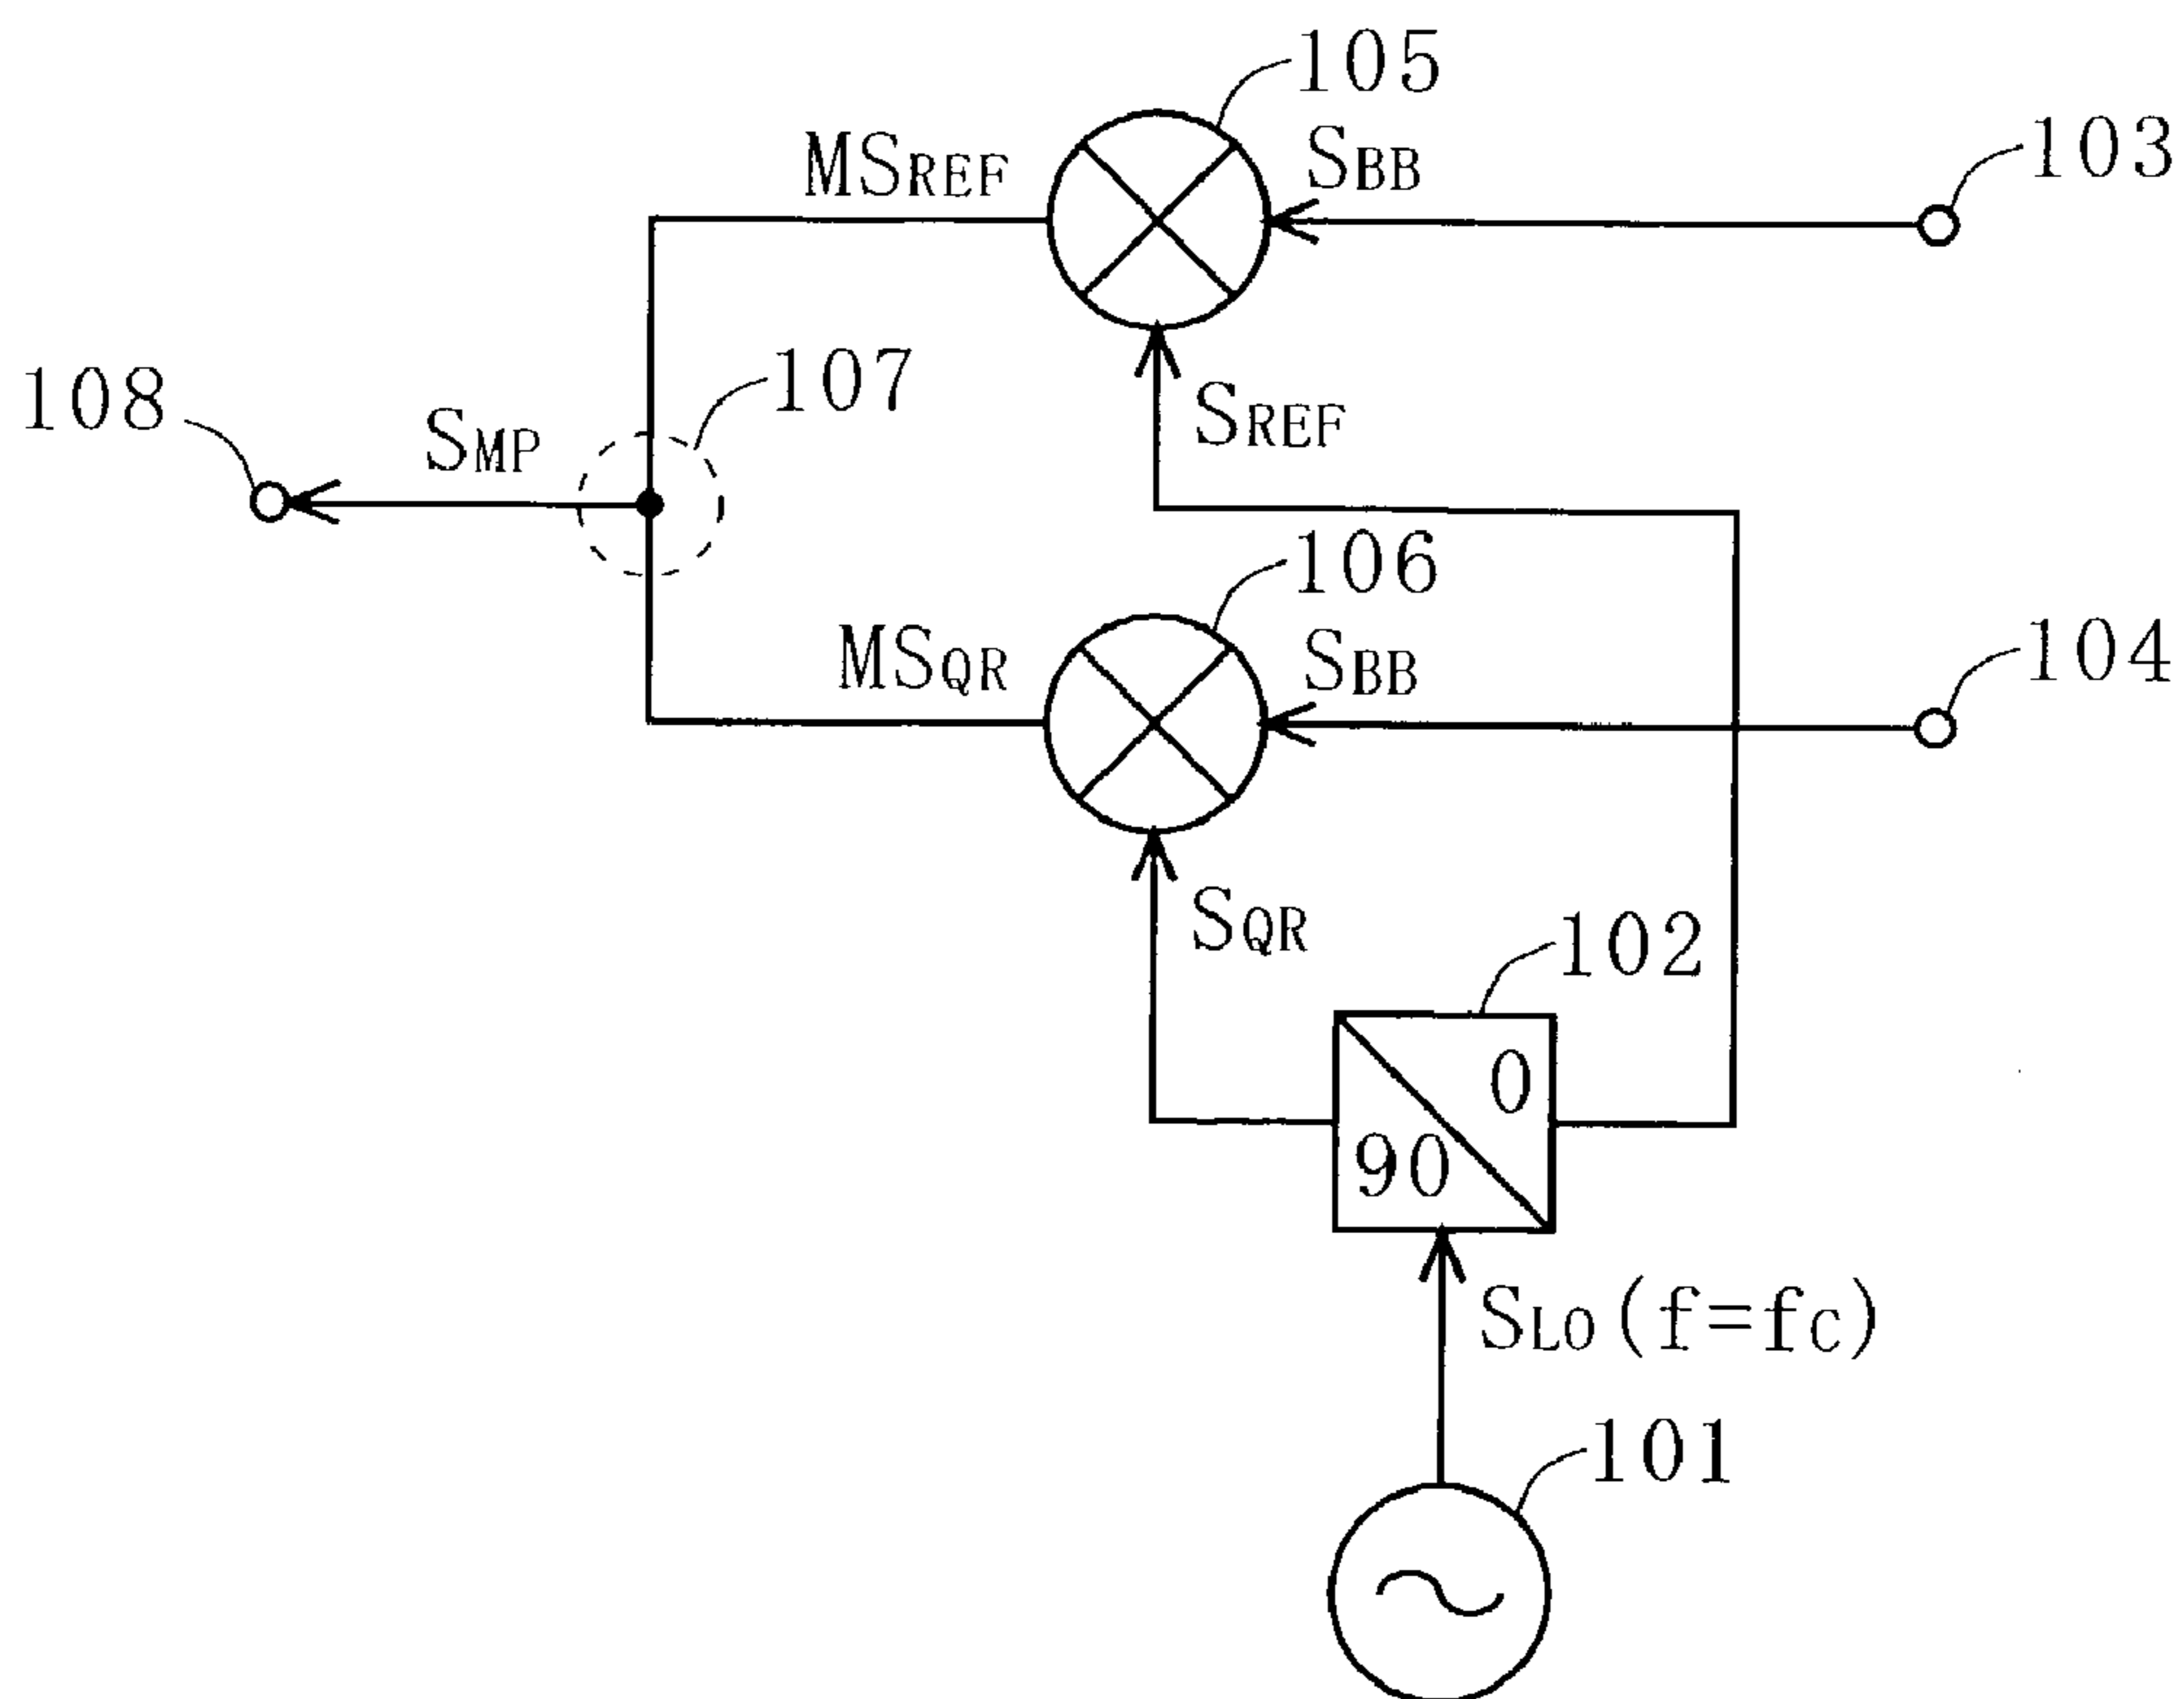 105
103
MSREF
SBB
107
108
SMP
SREF
106
104
MSQR
SBB
SQR
102
0
90
SLO(f=fC)
101